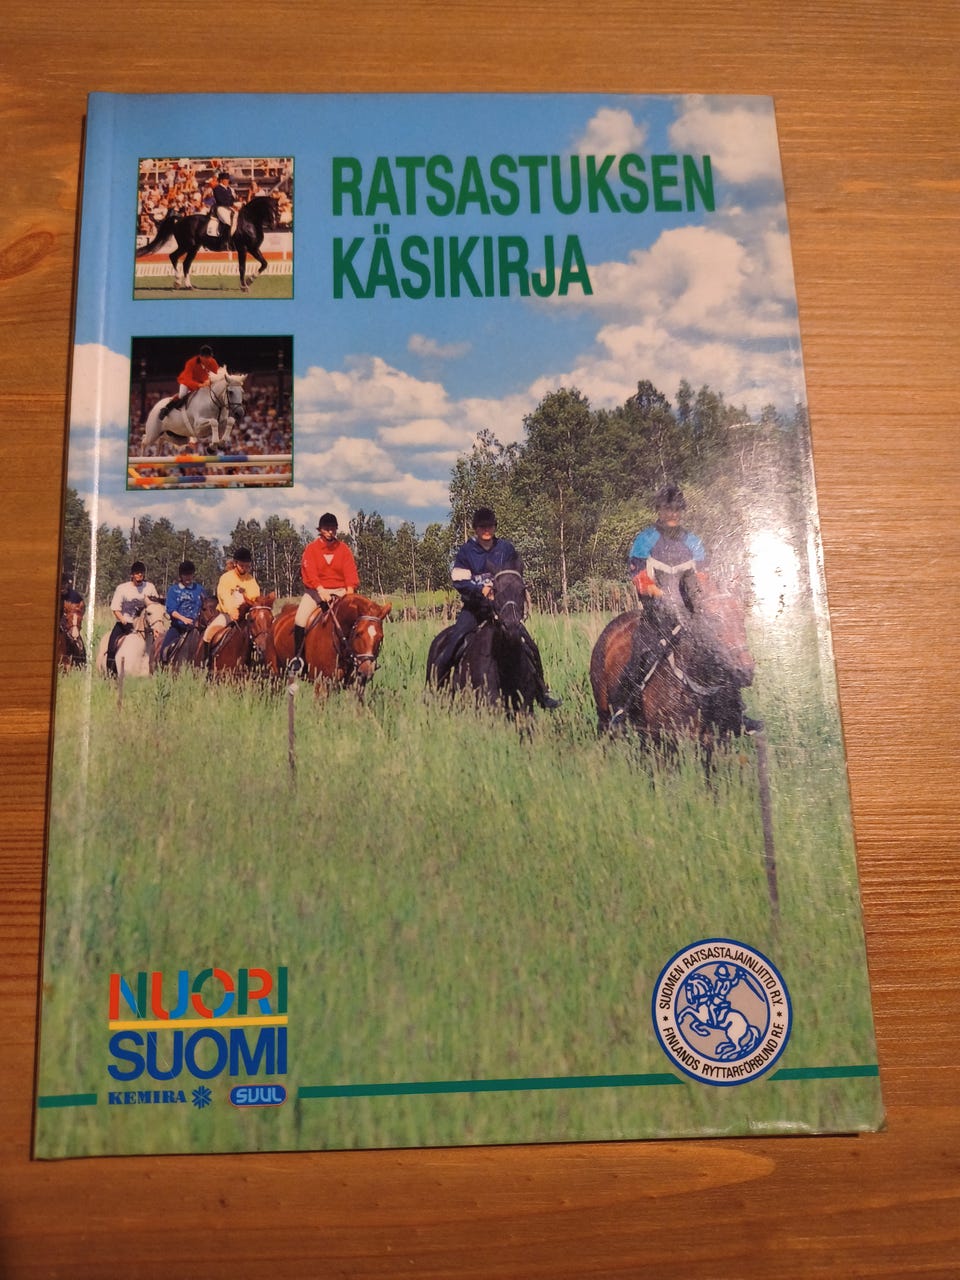 RATSASTUKSEN
KÄSIKIRJA
NUORI
SUOMI
KEMIRA
SVUL
SUOMEN RATSASTAJAINLIITTO R.Y.
FINLANDS RYTTARFÖRBUND R.F.